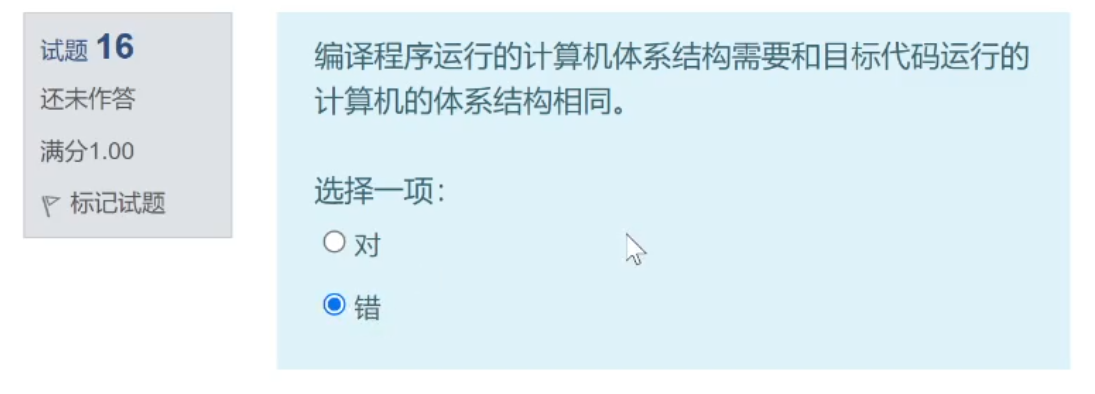 试题 16
还未作答
满分1.00
标记试题
编译程序运行的计算机体系结构需要和目标代码运行的
计算机的体系结构相同。
选择一项：
对
错